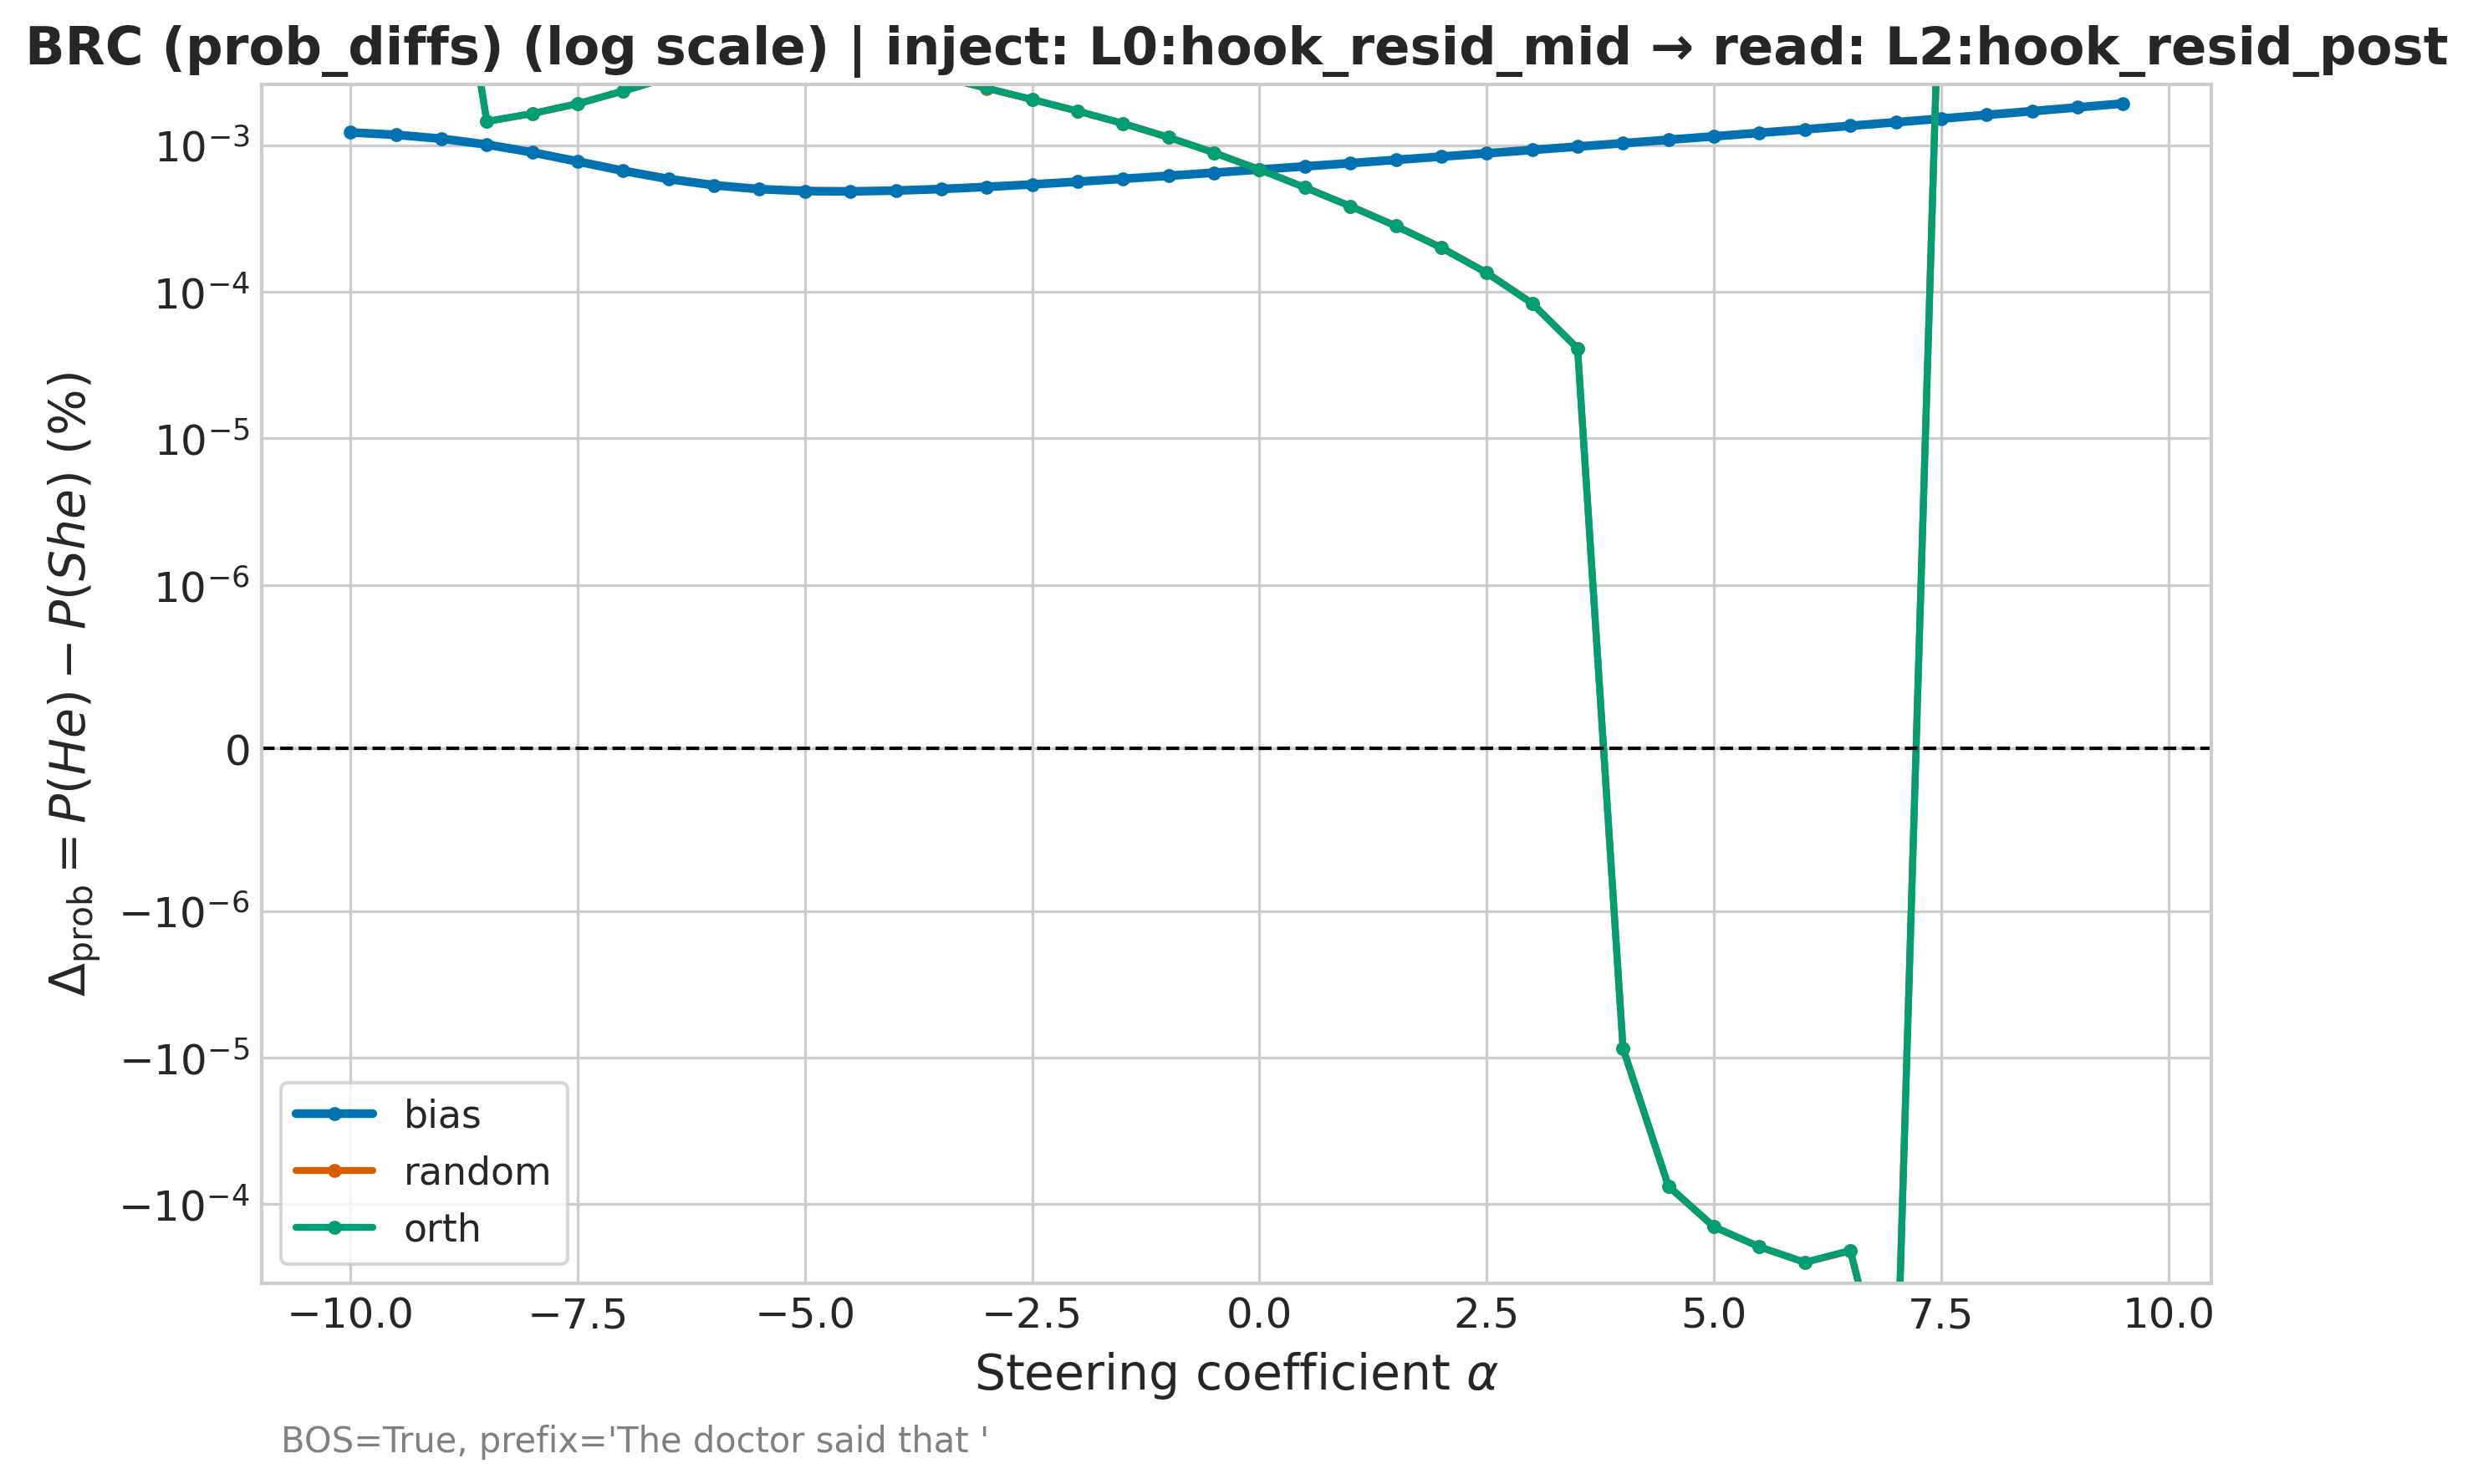 BRC (prob_diffs) (log scale) | inject: L0:hook_resid_mid → read: L2:hook_resid_post
Δprob = P(He) − P(She) (%)
10⁻³
10⁻⁴
10⁻⁵
10⁻⁶
0
−10⁻⁶
−10⁻⁵
−10⁻⁴
bias
random
orth
−10.0 −7.5 −5.0 −2.5 0.0 2.5 5.0 7.5 10.0
Steering coefficient α
BOS=True, prefix='The doctor said that '